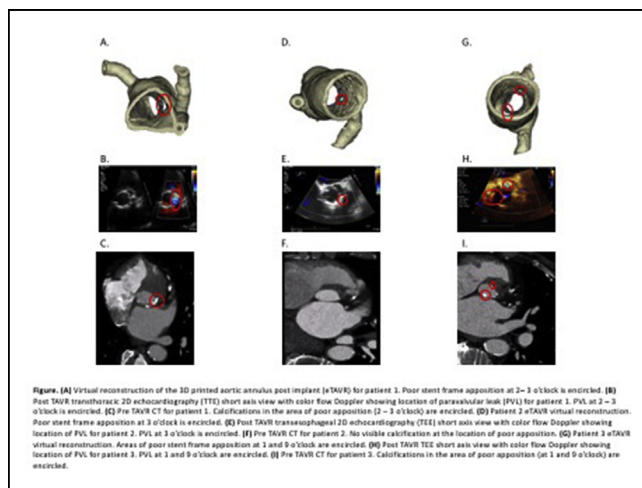 A.
D.
G.
B.
E.
H.
C.
F.
I.
Figure. (A) Virtual reconstruction of the 3D printed aortic annulus post implant (eTAVR) for patient 1. Poor stent frame apposition at 2– 3 o'clock is encircled. (B)
Post TAVR transthoracic 2D echocardiography (TTE) short axis view with color flow Doppler showing location of paravalvular leak (PVL) for patient 1. PVL at 2 – 3
o'clock is encircled. (C) Pre TAVR CT for patient 1. Calcifications in the area of poor apposition (2 – 3 o'clock) are encircled. (D) Patient 2 eTAVR virtual reconstruction.
Poor stent frame apposition at 3 o'clock is encircled. (E) Post TAVR transesophageal 2D echocardiography (TEE) short axis view with color flow Doppler showing
location of PVL for patient 2. PVL at 3 o'clock is encircled. (F) Pre TAVR CT for patient 2. No visible calcification at the location of poor apposition. (G) Patient 3 eTAVR
virtual reconstruction. Areas of poor stent frame apposition at 1 and 9 o'clock are encircled. (H) Post TAVR TEE short axis view with color flow Doppler showing
location of PVL for patient 3. PVL at 1 and 9 o'clock are encircled. (I) Pre TAVR CT for patient 3. Calcifications in the area of poor apposition (at 1 and 9 o'clock) are
encircled.